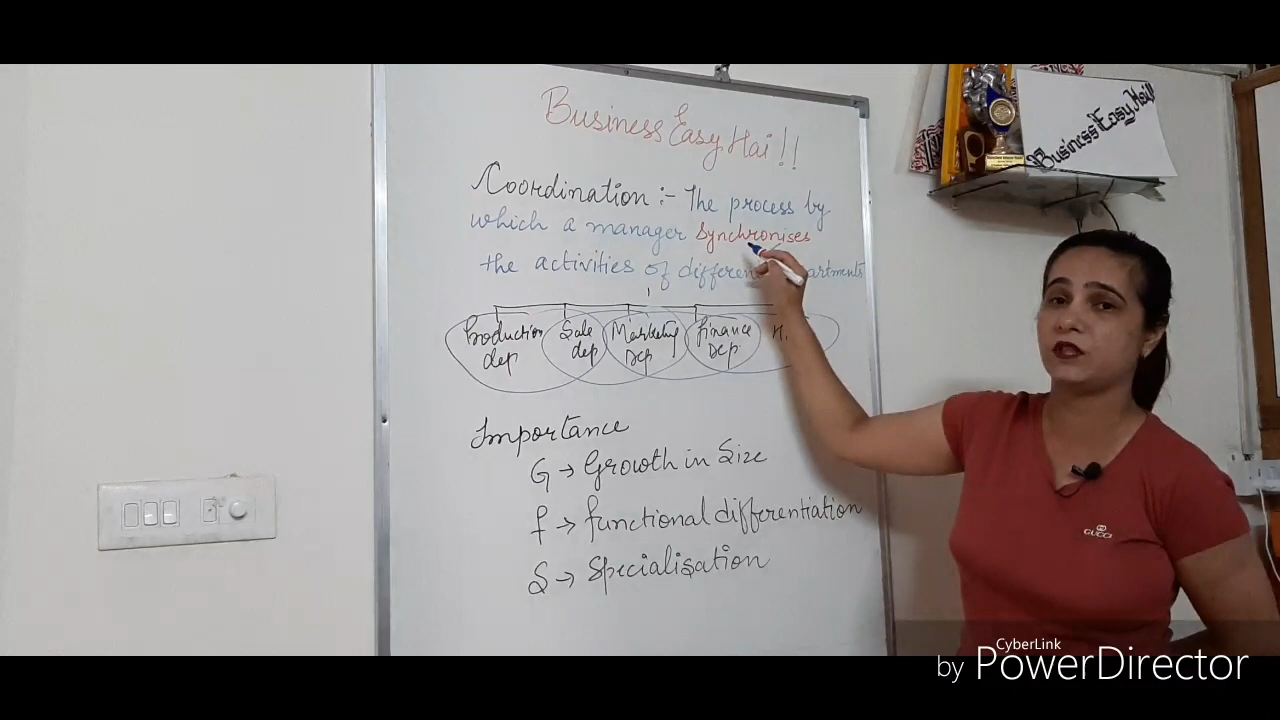 Business Easy Hai!!
Business Easy Hai!!
Coordination :- The process by
which a manager Synchronises
the activities of different
Production Sale Marketing Finance
dep dep Dep Dep
Importance
G → Growth in Size
f → functional differentiation
S → Specialisation
GUCCI
CyberLink
by PowerDirector